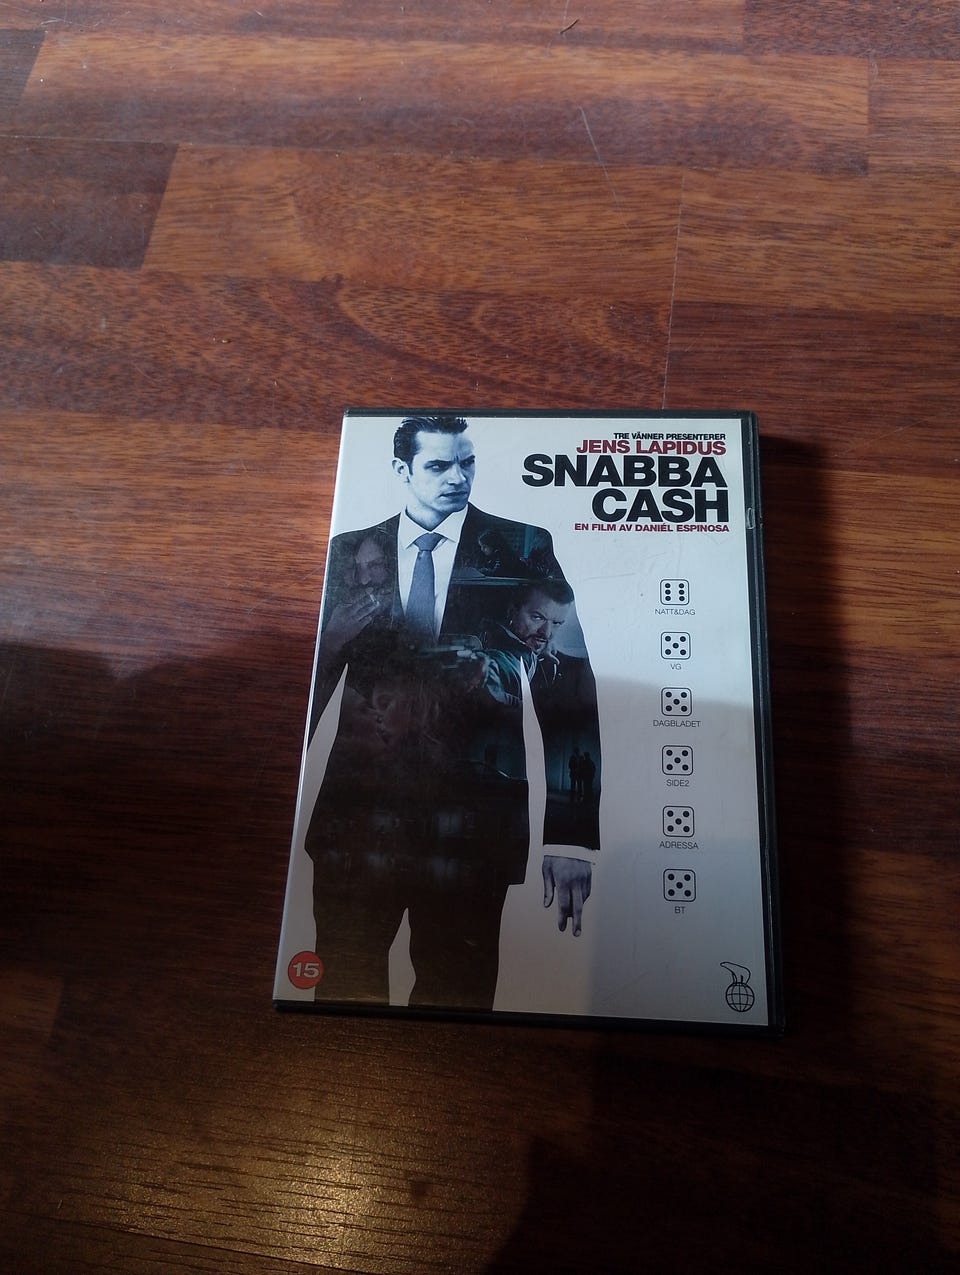 TRE VÄNNER PRESENTERER
JENS LAPIDUS
SNABBA
CASH
EN FILM AV DANIÉL ESPINOSA
NATT&DAG
VG
DAGBLADET
SIDE2
ADRESSA
BT
15